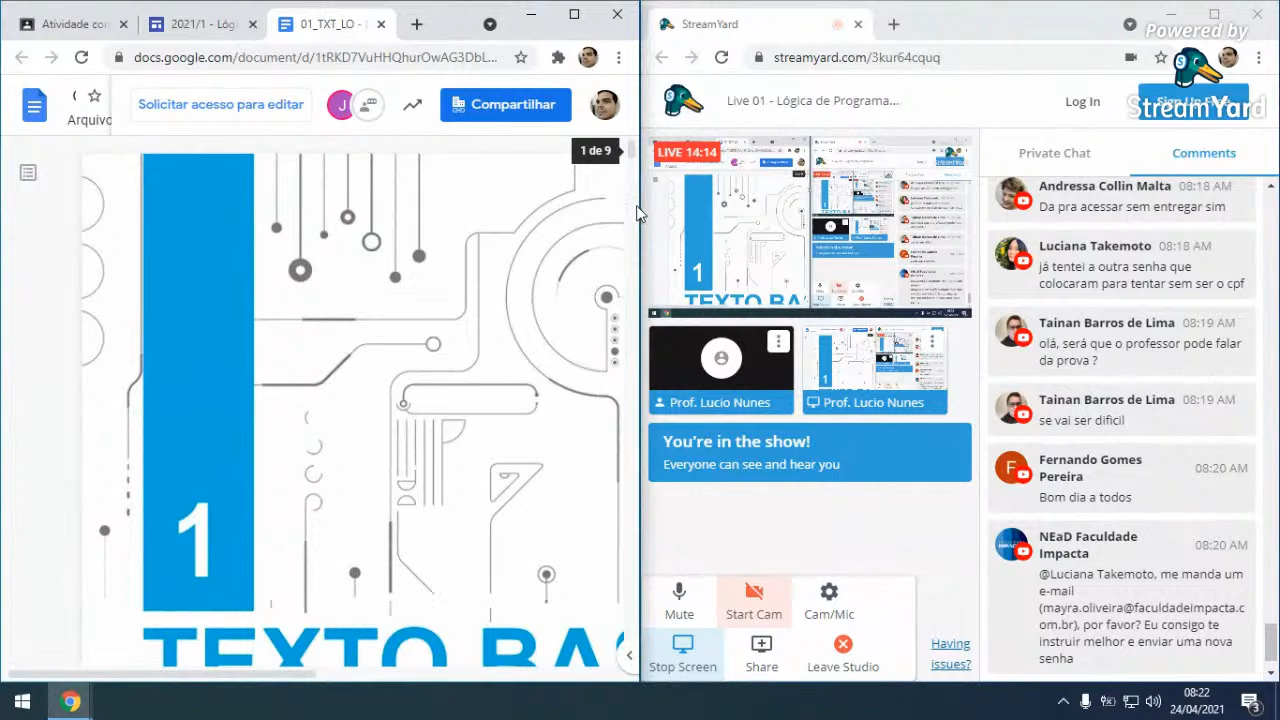 Atividade con
2021/1 - Lóg
01_TXT_LO -
docs.google.com/document/d/1tRKD7VuHHQhurOwAG3DbL...
Solicitar acesso para editar
J
Compartilhar
Arquivo
1 de 9
1
TEXTO BA
StreamYard
streamyard.com/3kur64cquq
Powered by
StreamYard
Live 01 - Lógica de Programa...
Log In
LIVE 14:14
Prof. Lucio Nunes
Prof. Lucio Nunes
You're in the show!
Everyone can see and hear you
Mute
Start Cam
Cam/Mic
Stop Screen
Share
Leave Studio
Having
issues?
Private Chat
Comments
Andressa Collin Malta 08:18 AM
Da pra acessar sem entregar sim
Luciana Takemoto 08:18 AM
já tentei a outra senha que
colocaram para tentar sem ser o cpf
Tainan Barros de Lima 08:19 AM
olà, será que o professor pode falar
da prova ?
Tainan Barros de Lima 08:19 AM
se vai ser dificil
F
Fernando Gomes
Pereira 08:20 AM
Bom dia a todos
NEaD Faculdade
Impacta 08:20 AM
@Luciana Takemoto, me manda um
e-mail
(mayra.oliveira@faculdadeimpacta.c
om.br), por favor? Eu consigo te
instruir melhor e enviar uma nova
senha
08:22
24/04/2021
3